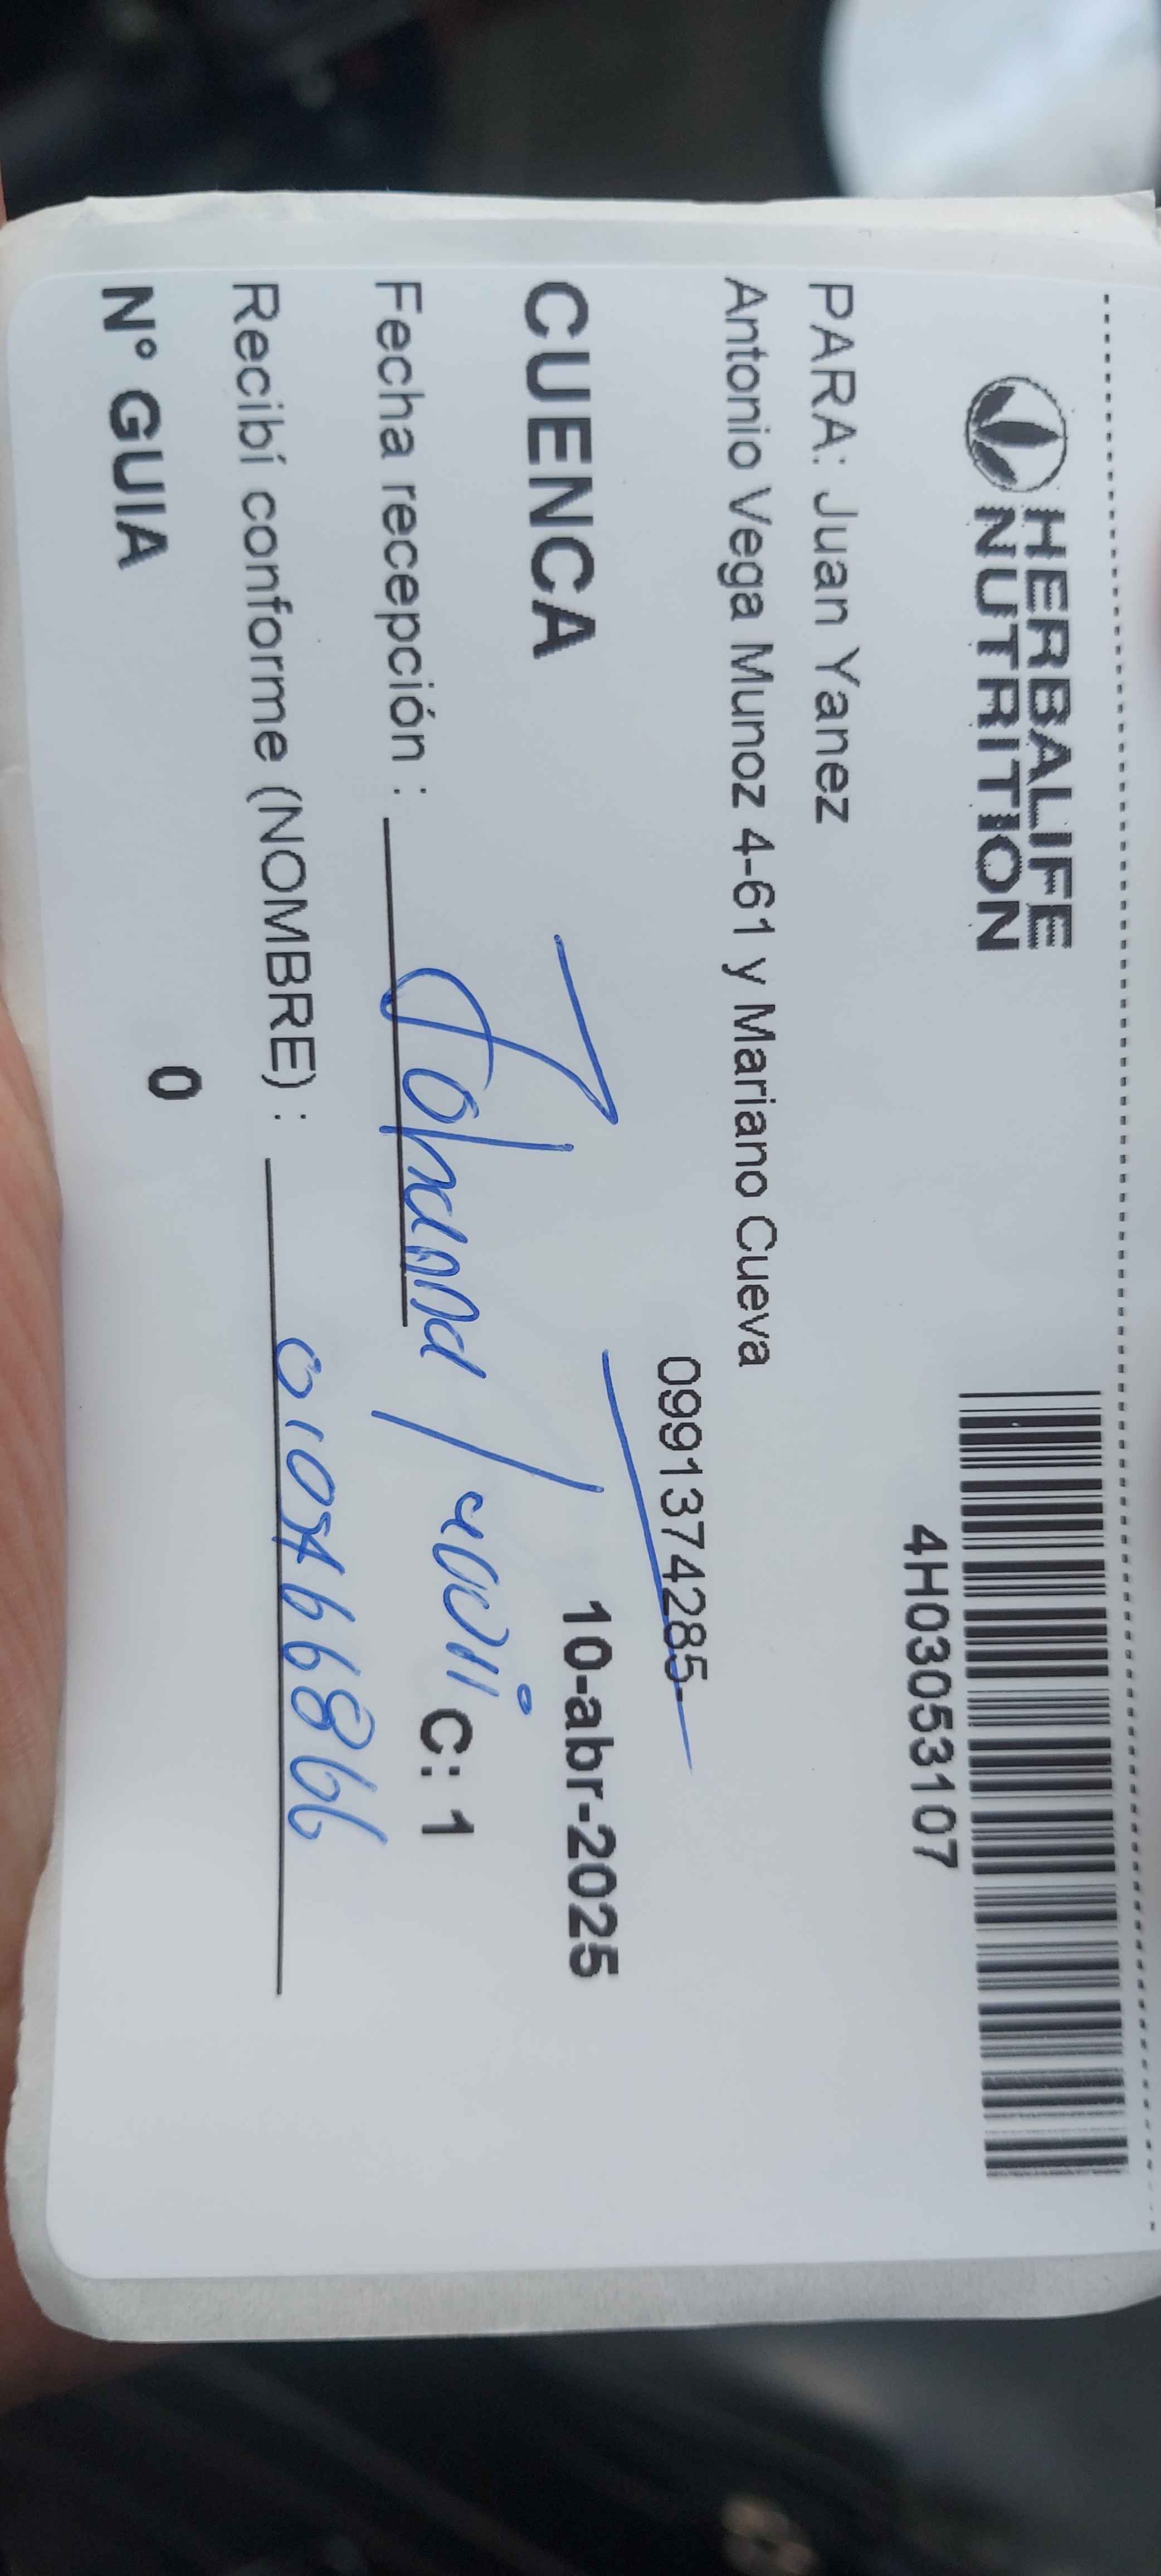 HERBALIFE
NUTRITION
4H03053107
PARA: Juan Yanez
Antonio Vega Munoz 4-61 y Mariano Cueva
0991374285-
CUENCA
10-abr-2025
Fecha recepción : Johanna
C: 1
Recibí conforme (NOMBRE) :
N° GUIA 0